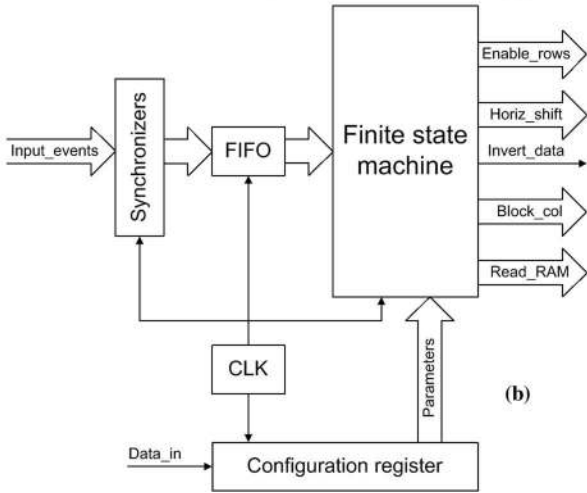 Enable_rows
Horiz_shift
Invert_data
Block_col
Read_RAM
Finite state
machine
Input_events
Synchronizers
FIFO
CLK
Parameters
(b)
Data_in
Configuration register